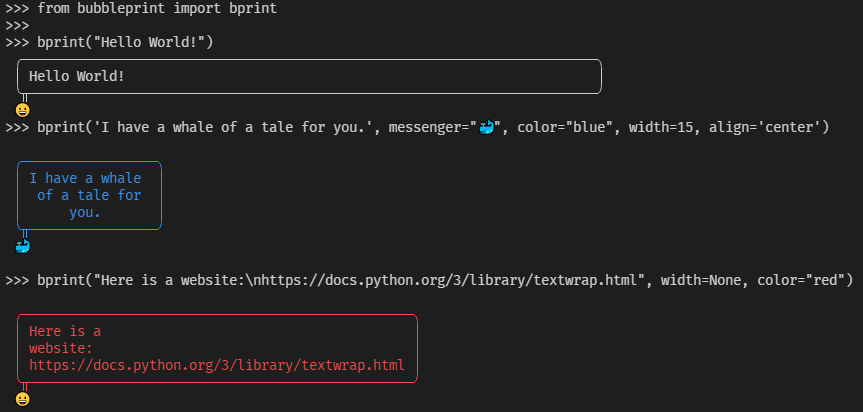 >>> from bubbleprint import bprint
>>>
>>> bprint("Hello World!")
Hello World!
😀
>>> bprint('I have a whale of a tale for you.', messenger="🐳", color="blue", width=15, align='center')
I have a whale
of a tale for
you.
🐳
>>> bprint("Here is a website:\nhttps://docs.python.org/3/library/textwrap.html", width=None, color="red")
Here is a
website:
https://docs.python.org/3/library/textwrap.html
😀